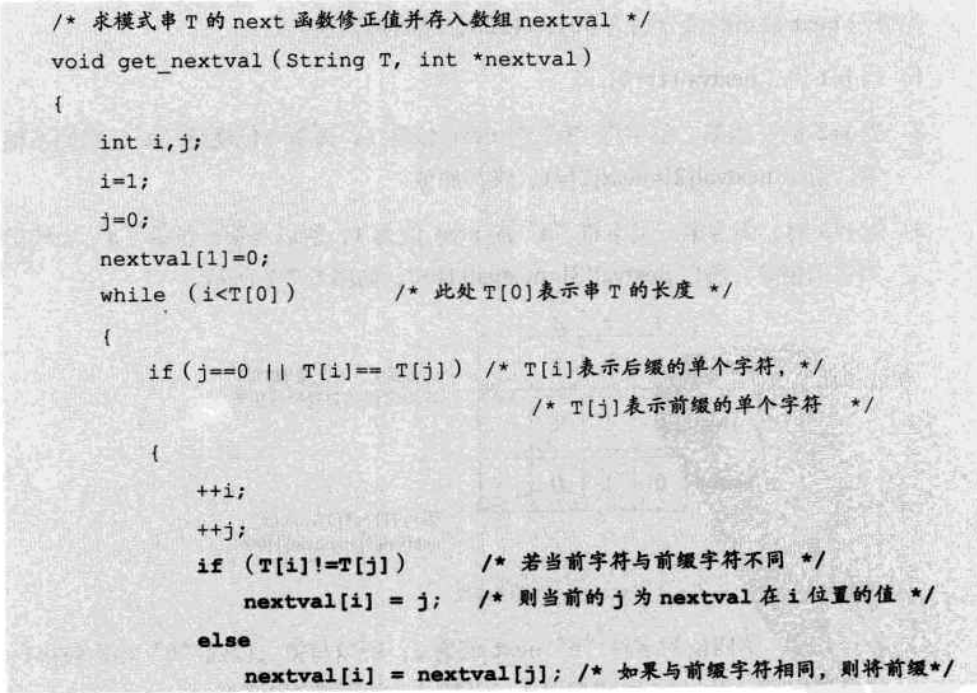 /* 求模式串 T 的 next 函数修正值并存入数组 nextval */
void get_nextval(String T, int *nextval)
{
int i,j;
i=1;
j=0;
nextval[1]=0;
while (i<T[0]) /* 此处 T[0]表示串 T 的长度 */
{
if(j==0 || T[i]== T[j]) /* T[i]表示后缀的单个字符, */
/* T[j]表示前缀的单个字符 */
{
++i;
++j;
if (T[i]!=T[j]) /* 若当前字符与前缀字符不同 */
nextval[i] = j; /* 则当前的 j 为 nextval 在 i 位置的值 */
else
nextval[i] = nextval[j]; /* 如果与前缀字符相同, 则将前缀*/